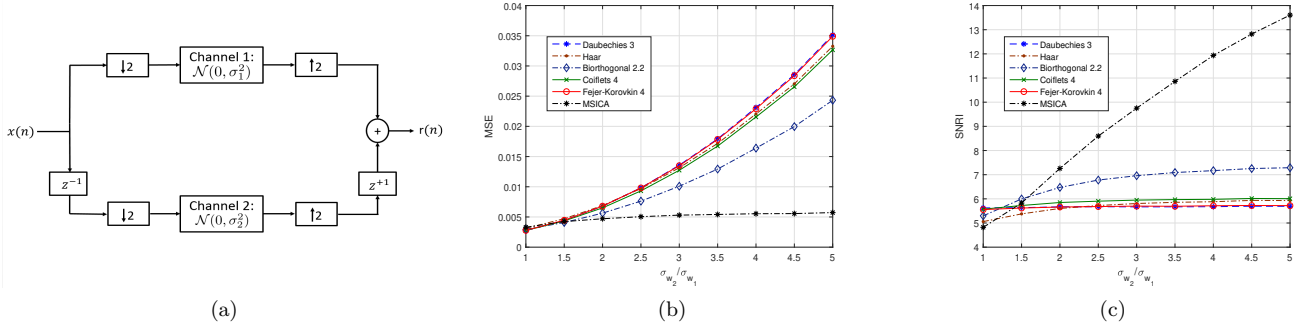 x(n)
↓2
Channel 1:
𝒩(0, σ₁²)
↑2
+
r(n)
z⁻¹
z⁺¹
↓2
Channel 2:
𝒩(0, σ₂²)
↑2
(a)
0.04
0.035
0.03
0.025
0.02
0.015
0.01
0.005
0
MSE
Daubechies 3
Haar
Biorthogonal 2.2
Coiflets 4
Fejer-Korovkin 4
MSICA
1 1.5 2 2.5 3 3.5 4 4.5 5
σ_w₂/σ_w₁
(b)
14
13
12
11
10
9
8
7
6
5
4
SNRI
Daubechies 3
Haar
Biorthogonal 2.2
Coiflets 4
Fejer-Korovkin 4
MSICA
1 1.5 2 2.5 3 3.5 4 4.5 5
σ_w₂/σ_w₁
(c)